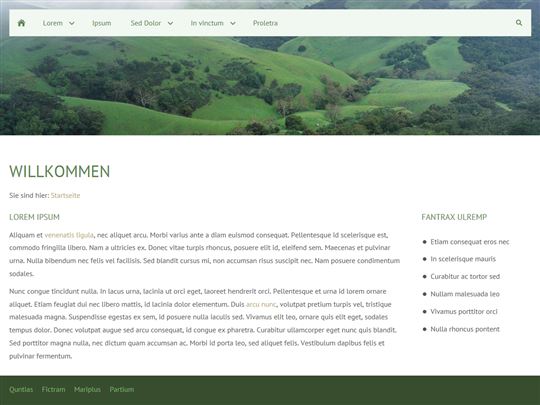 Lorem Ipsum Sed Dolor In vinctum Proletra
WILLKOMMEN
Sie sind hier: Startseite
LOREM IPSUM
Aliquam et venenatis ligula, nec aliquet arcu. Morbi varius ante a diam euismod consequat. Pellentesque id scelerisque est,
commodo fringilla libero. Nam a ultricies ex. Donec vitae turpis rhoncus, posuere elit id, eleifend sem. Maecenas et pulvinar
urna. Nulla bibendum nec felis vel facilisis. Sed blandit cursus mi, non accumsan risus suscipit nec. Nam posuere condimentum
sodales.
Nunc congue tincidunt nulla. In lacus urna, lacinia ut orci eget, laoreet hendrerit orci. Pellentesque et urna id lorem ornare
aliquet. Etiam feugiat dui nec libero mattis, id lacinia dolor elementum. Duis arcu nunc, volutpat pretium turpis vel, tristique
malesuada magna. Suspendisse egestas ex sem, id posuere nulla iaculis sed. Vivamus elit leo, ornare quis elit eget, sodales
tempus dolor. Donec volutpat augue sed arcu consequat, id congue ex pharetra. Curabitur ullamcorper eget nunc quis blandit.
Sed porttitor magna nulla, nec dictum quam accumsan ac. Morbi id porta leo, sed aliquet felis. Vestibulum dapibus felis et
pulvinar fermentum.
FANTRAX ULREMP
Etiam consequat eros nec
In scelerisque mauris
Curabitur ac tortor sed
Nullam malesuada leo
Vivamus porttitor orci
Nulla rhoncus pontent
Quntias Fictram Mariplus Partium